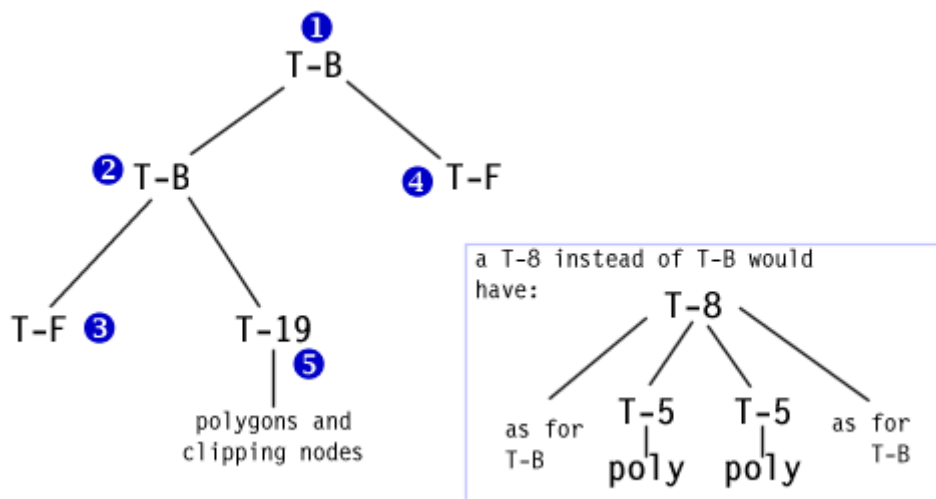 1
T-B
2 T-B
4 T-F
T-F 3
T-19
5
polygons and
clipping nodes
a T-8 instead of T-B would
have:
T-8
as for
T-B
T-5
poly
T-5
poly
as for
T-B